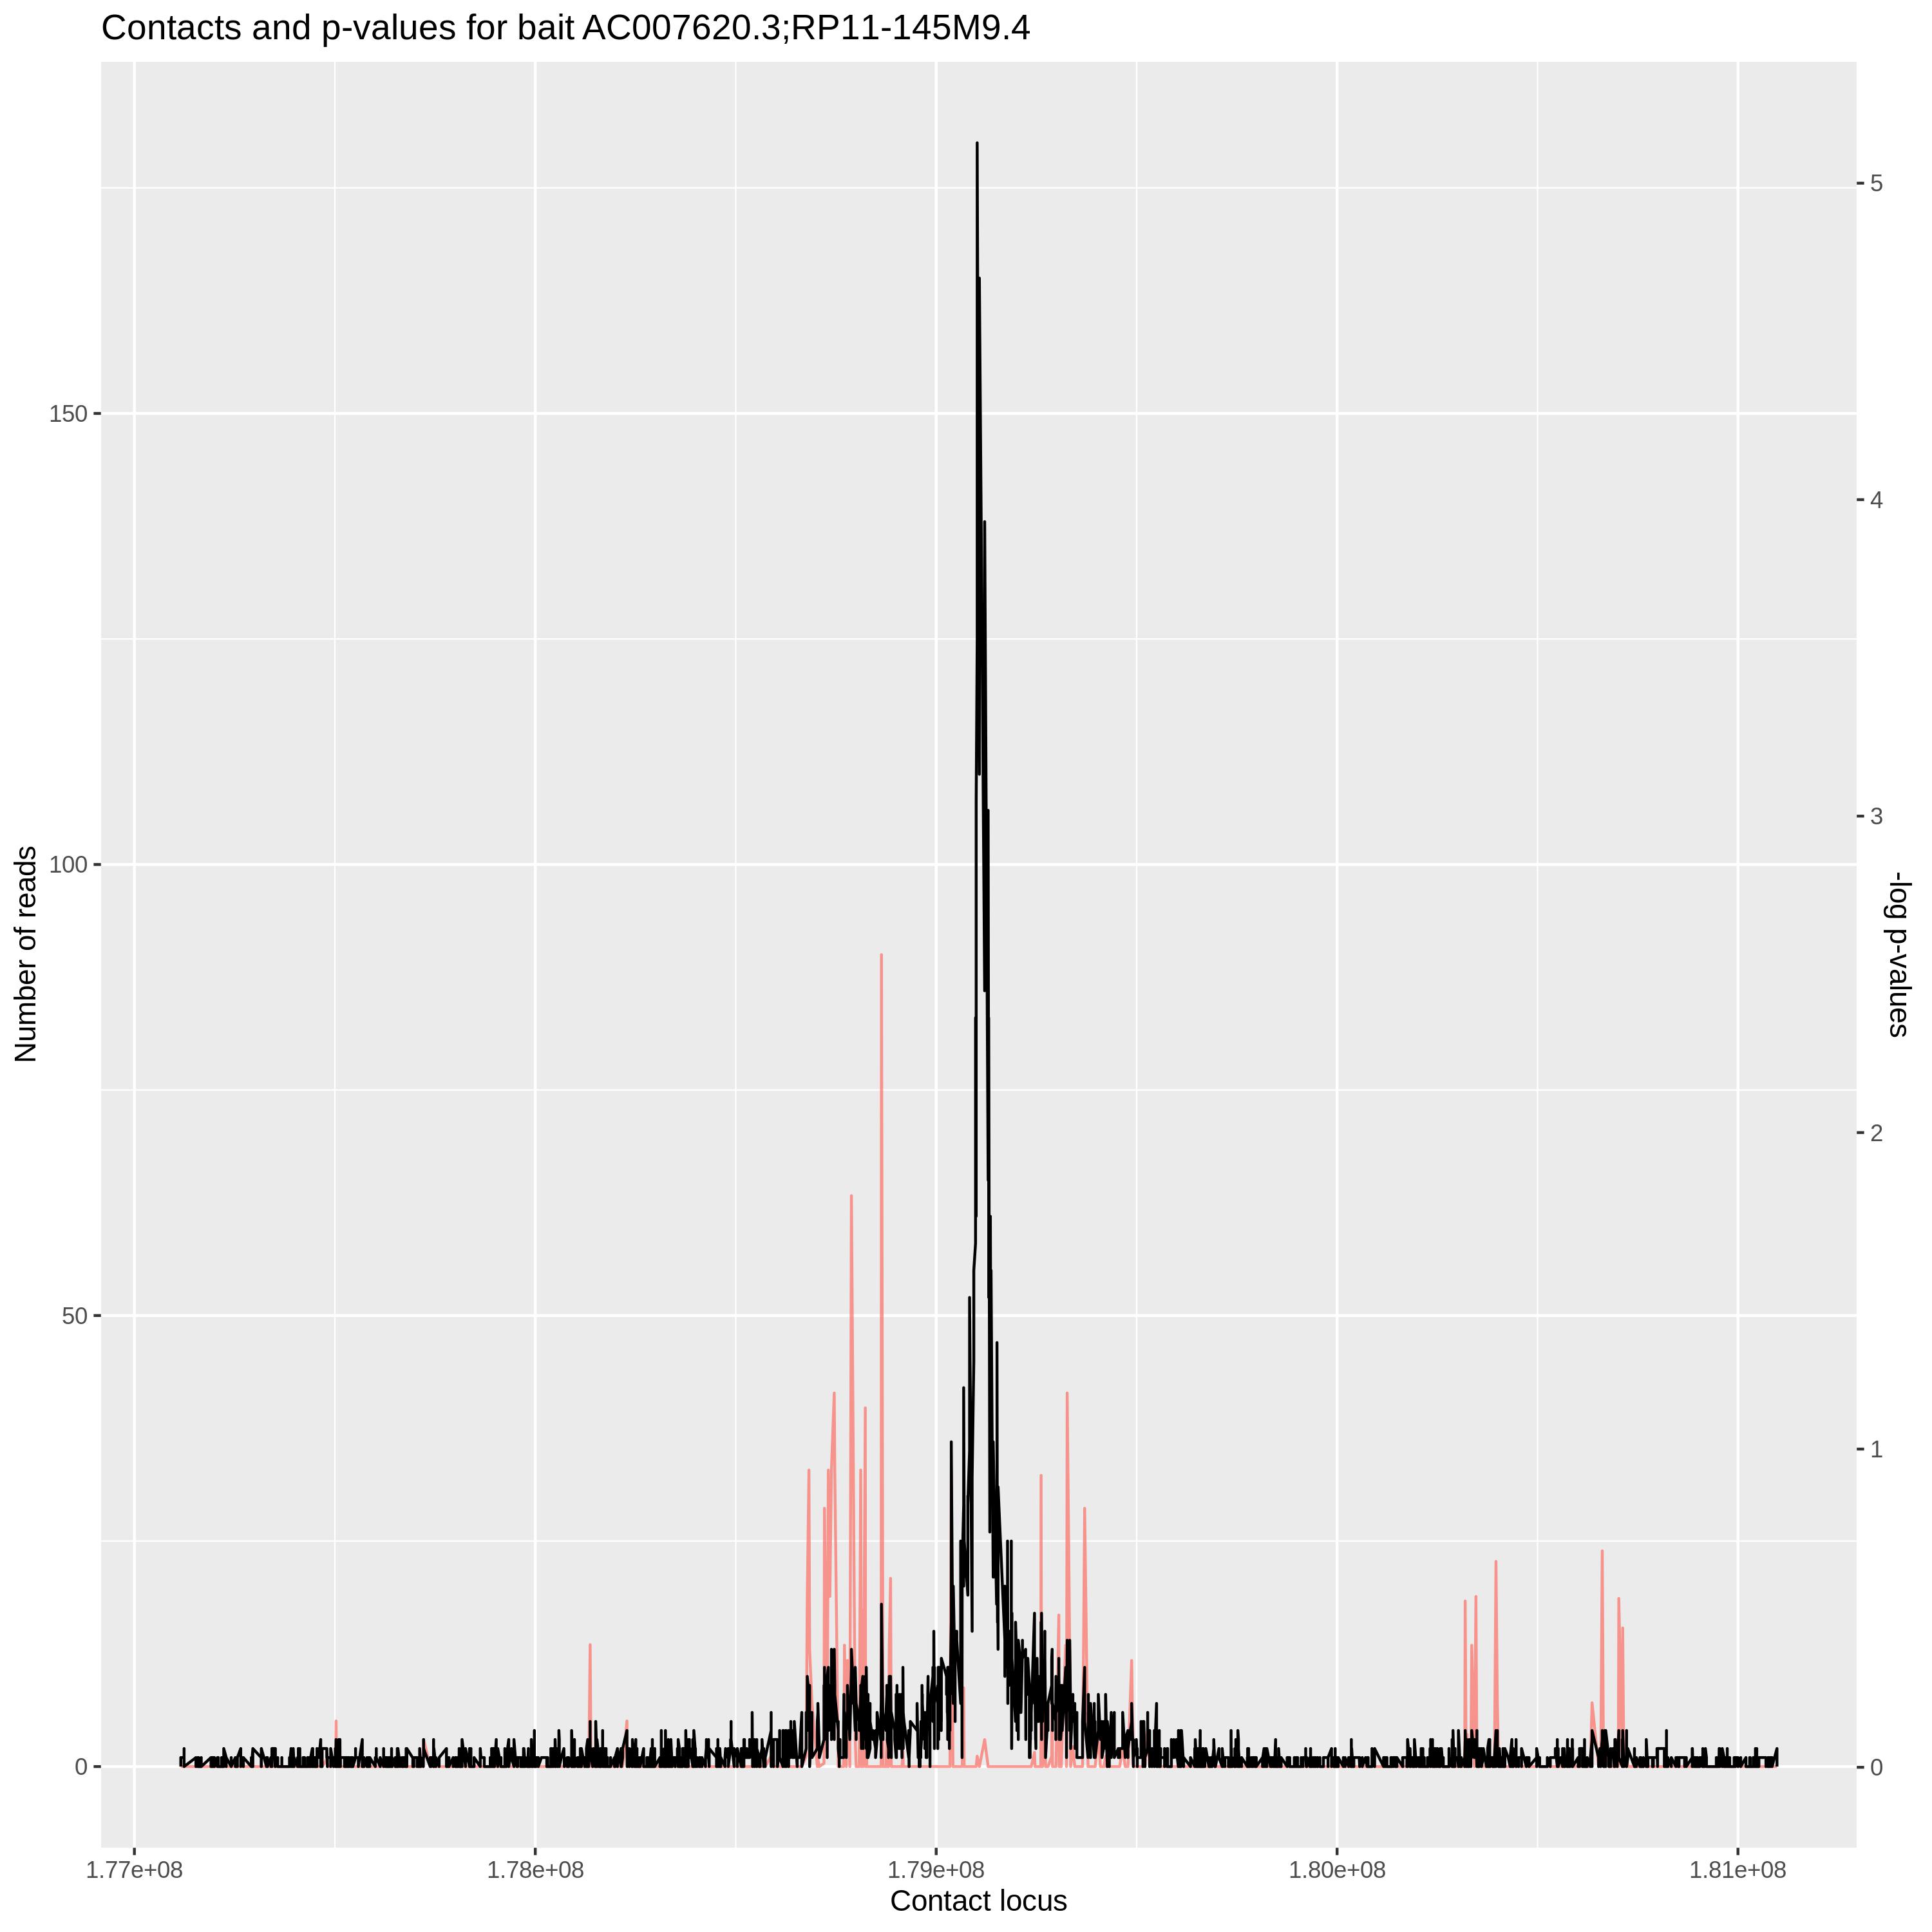 Contacts and p-values for bait AC007620.3;RP11-145M9.4
Number of reads
150
100
50
0
5
4
3
2
1
0
-log p-values
1.77e+08
1.78e+08
1.79e+08
1.80e+08
1.81e+08
Contact locus